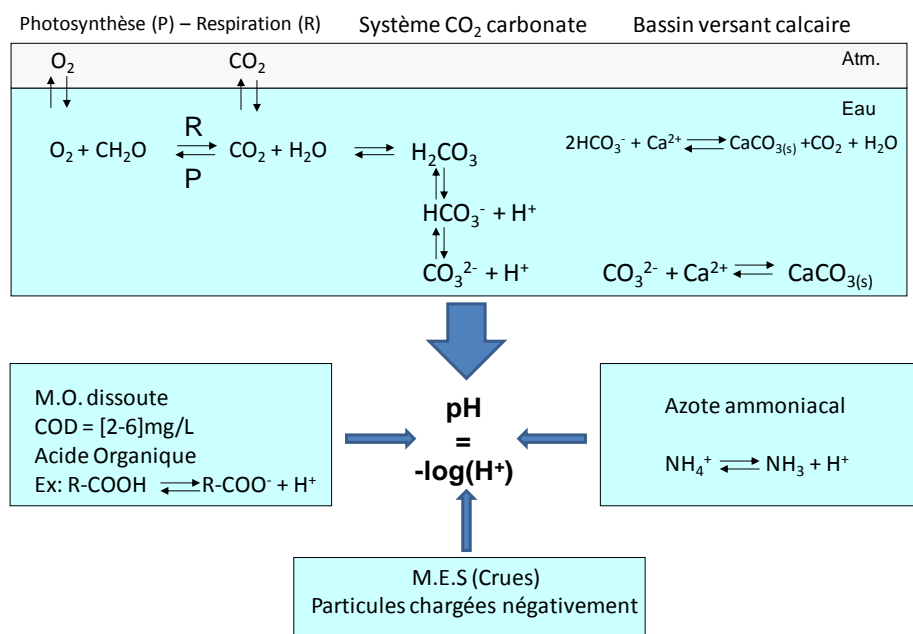 Photosynthèse (P) – Respiration (R)
Système CO₂ carbonate
Bassin versant calcaire
O₂
CO₂
Atm.
Eau
O₂ + CH₂O
R
P
CO₂ + H₂O
H₂CO₃
2HCO₃⁻ + Ca²⁺ ⇌ CaCO₃₍ₛ₎ +CO₂ + H₂O
HCO₃⁻ + H⁺
CO₃²⁻ + H⁺
CO₃²⁻ + Ca²⁺ ⇌ CaCO₃₍ₛ₎
M.O. dissoute
COD = [2-6]mg/L
Acide Organique
Ex: R-COOH ⇌ R-COO⁻ + H⁺
pH
=
-log(H⁺)
Azote ammoniacal
NH₄⁺ ⇌ NH₃ + H⁺
M.E.S (Crues)
Particules chargées négativement